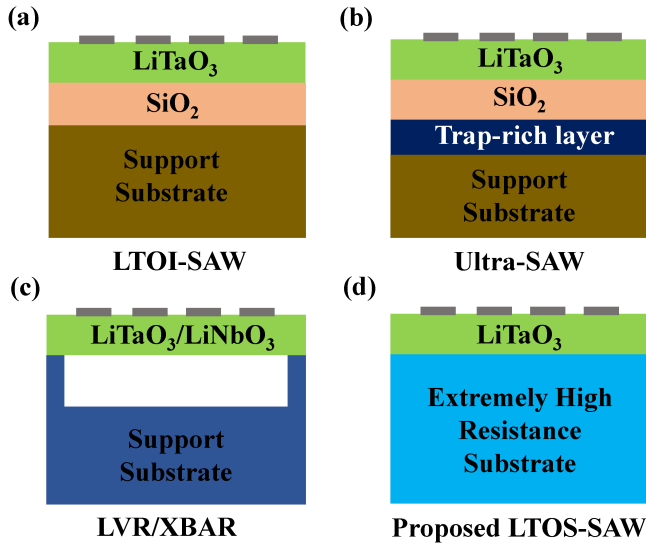 (a)
LiTaO₃
SiO₂
Support
Substrate
LTOI-SAW
(b)
LiTaO₃
SiO₂
Trap-rich layer
Support
Substrate
Ultra-SAW
(c)
LiTaO₃/LiNbO₃
Support
Substrate
LVR/XBAR
(d)
LiTaO₃
Extremely High
Resistance
Substrate
Proposed LTOS-SAW